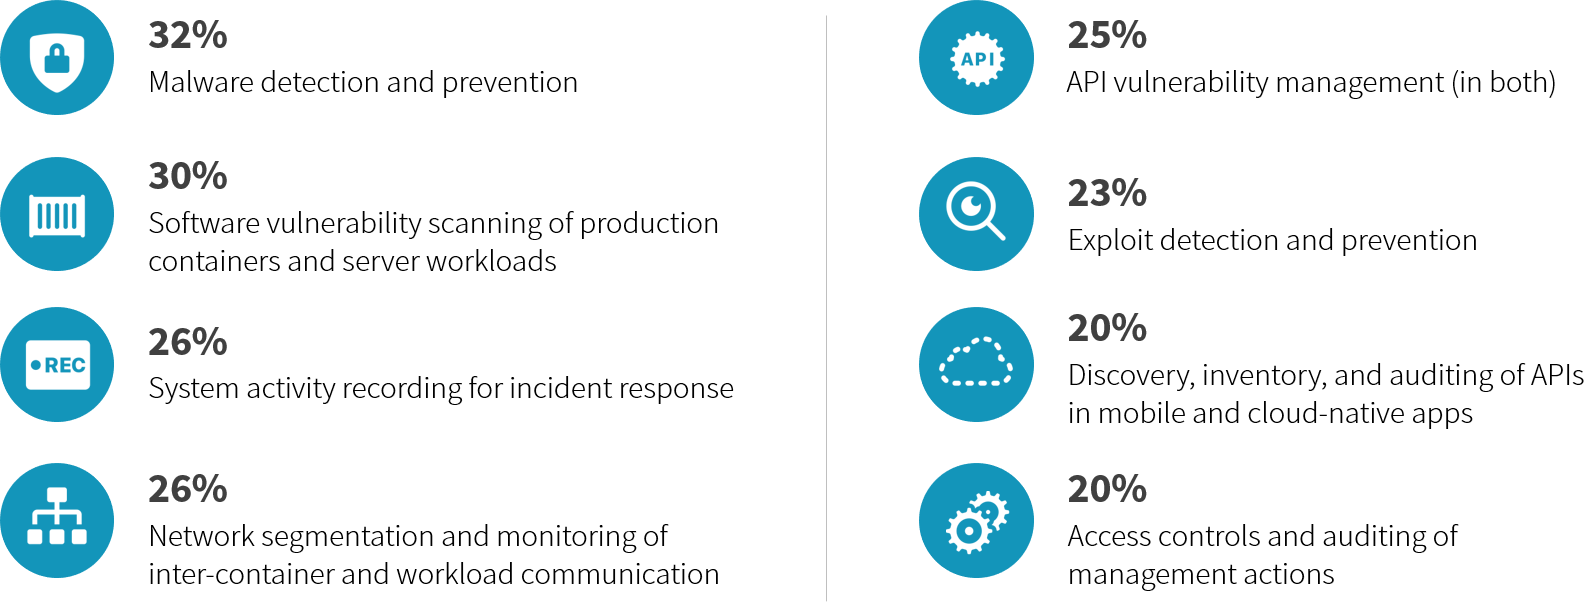 32%
Malware detection and prevention
30%
Software vulnerability scanning of production
containers and server workloads
REC
26%
System activity recording for incident response
26%
Network segmentation and monitoring of
inter-container and workload communication
API
25%
API vulnerability management (in both)
23%
Exploit detection and prevention
20%
Discovery, inventory, and auditing of APIs
in mobile and cloud-native apps
20%
Access controls and auditing of
management actions